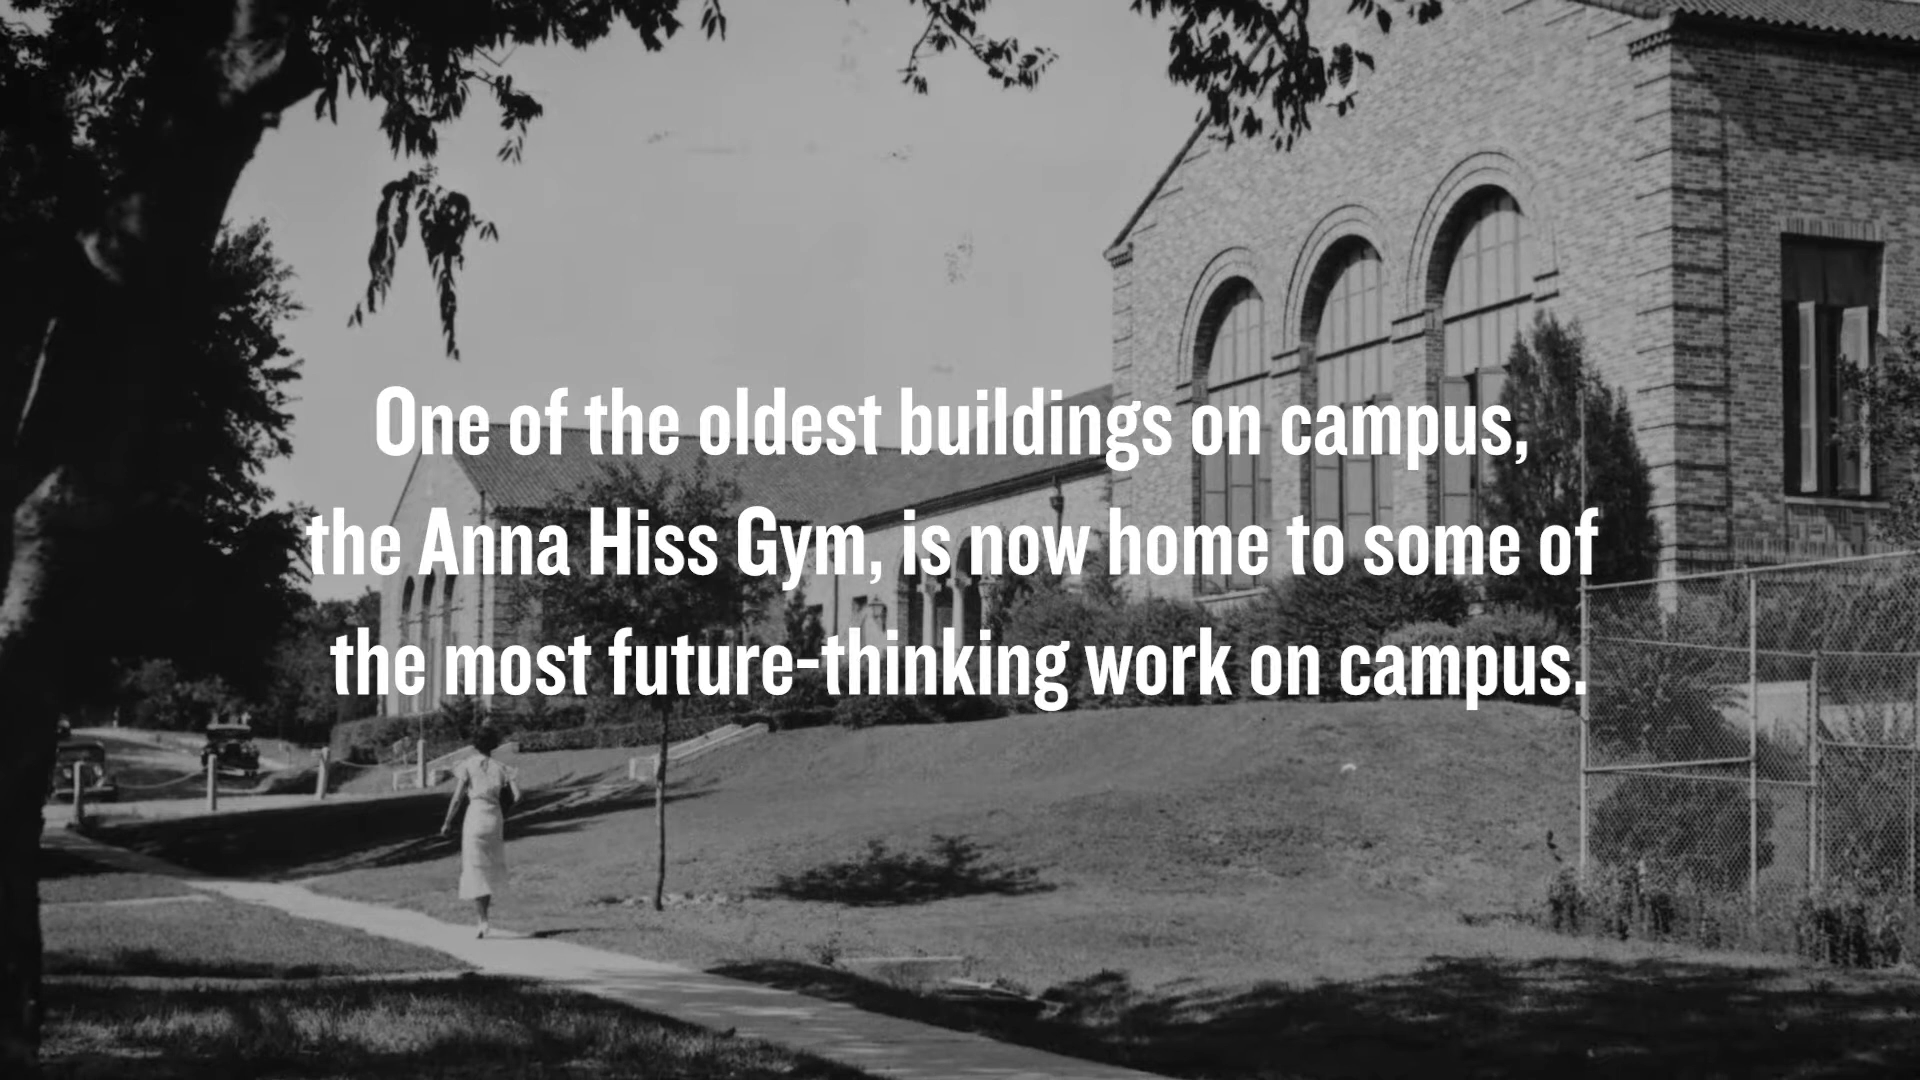 One of the oldest buildings on campus,
the Anna Hiss Gym, is now home to some of
the most future-thinking work on campus.